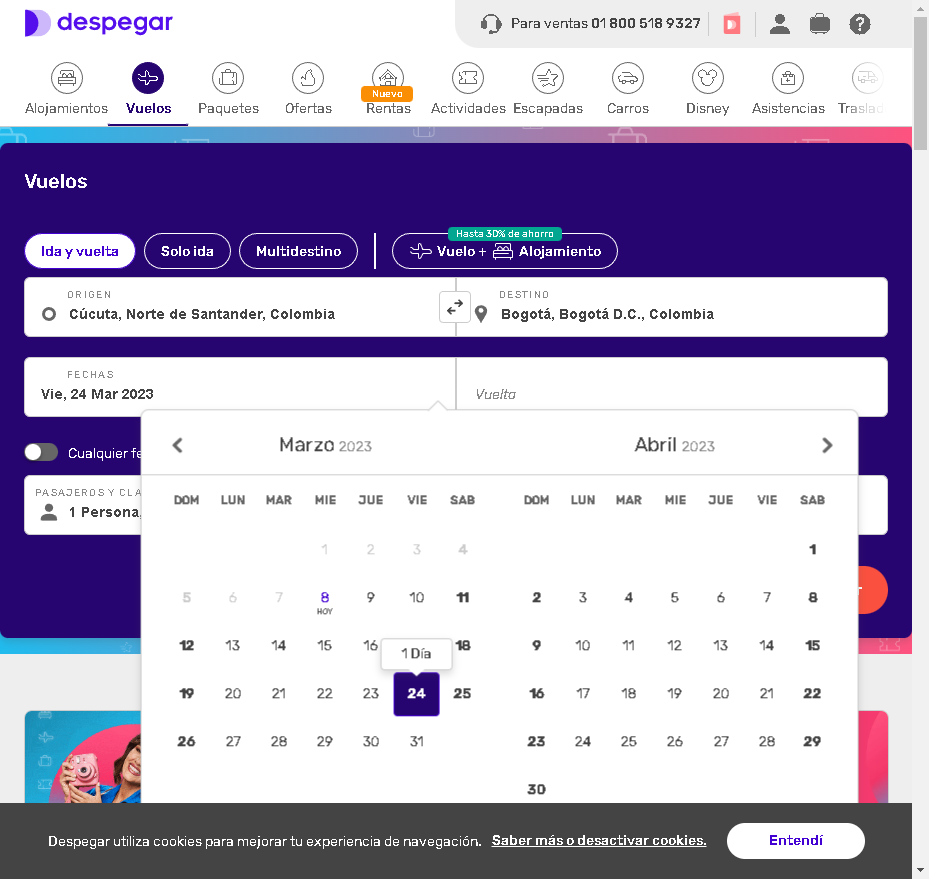 despegar
Para ventas 01 800 518 9327
Alojamientos
Vuelos
Paquetes
Ofertas
Nuevo
Rentas
Actividades
Escapadas
Carros
Disney
Asistencias
Vuelos
Hasta 30% de ahorro
Ida y vuelta
Solo ida
Multidestino
Vuelo + Alojamiento
ORIGEN
Cúcuta, Norte de Santander, Colombia
DESTINO
Bogotá, Bogotá D.C., Colombia
FECHAS
Vie, 24 Mar 2023
Vuelta
Cualquier
PASAJEROS Y
1 Persona,
Marzo 2023
DOM LUN MAR MIE JUE VIE SAB
1 2 3 4
5 6 7 8 9 10 11
HOY
12 13 14 15 16 18
1 Día
19 20 21 22 23 24 25
26 27 28 29 30 31
Abril 2023
DOM LUN MAR MIE JUE VIE SAB
1
2 3 4 5 6 7 8
9 10 11 12 13 14 15
16 17 18 19 20 21 22
23 24 25 26 27 28 29
30
Despegar utiliza cookies para mejorar tu experiencia de navegación. Saber más o desactivar cookies.
Entendí